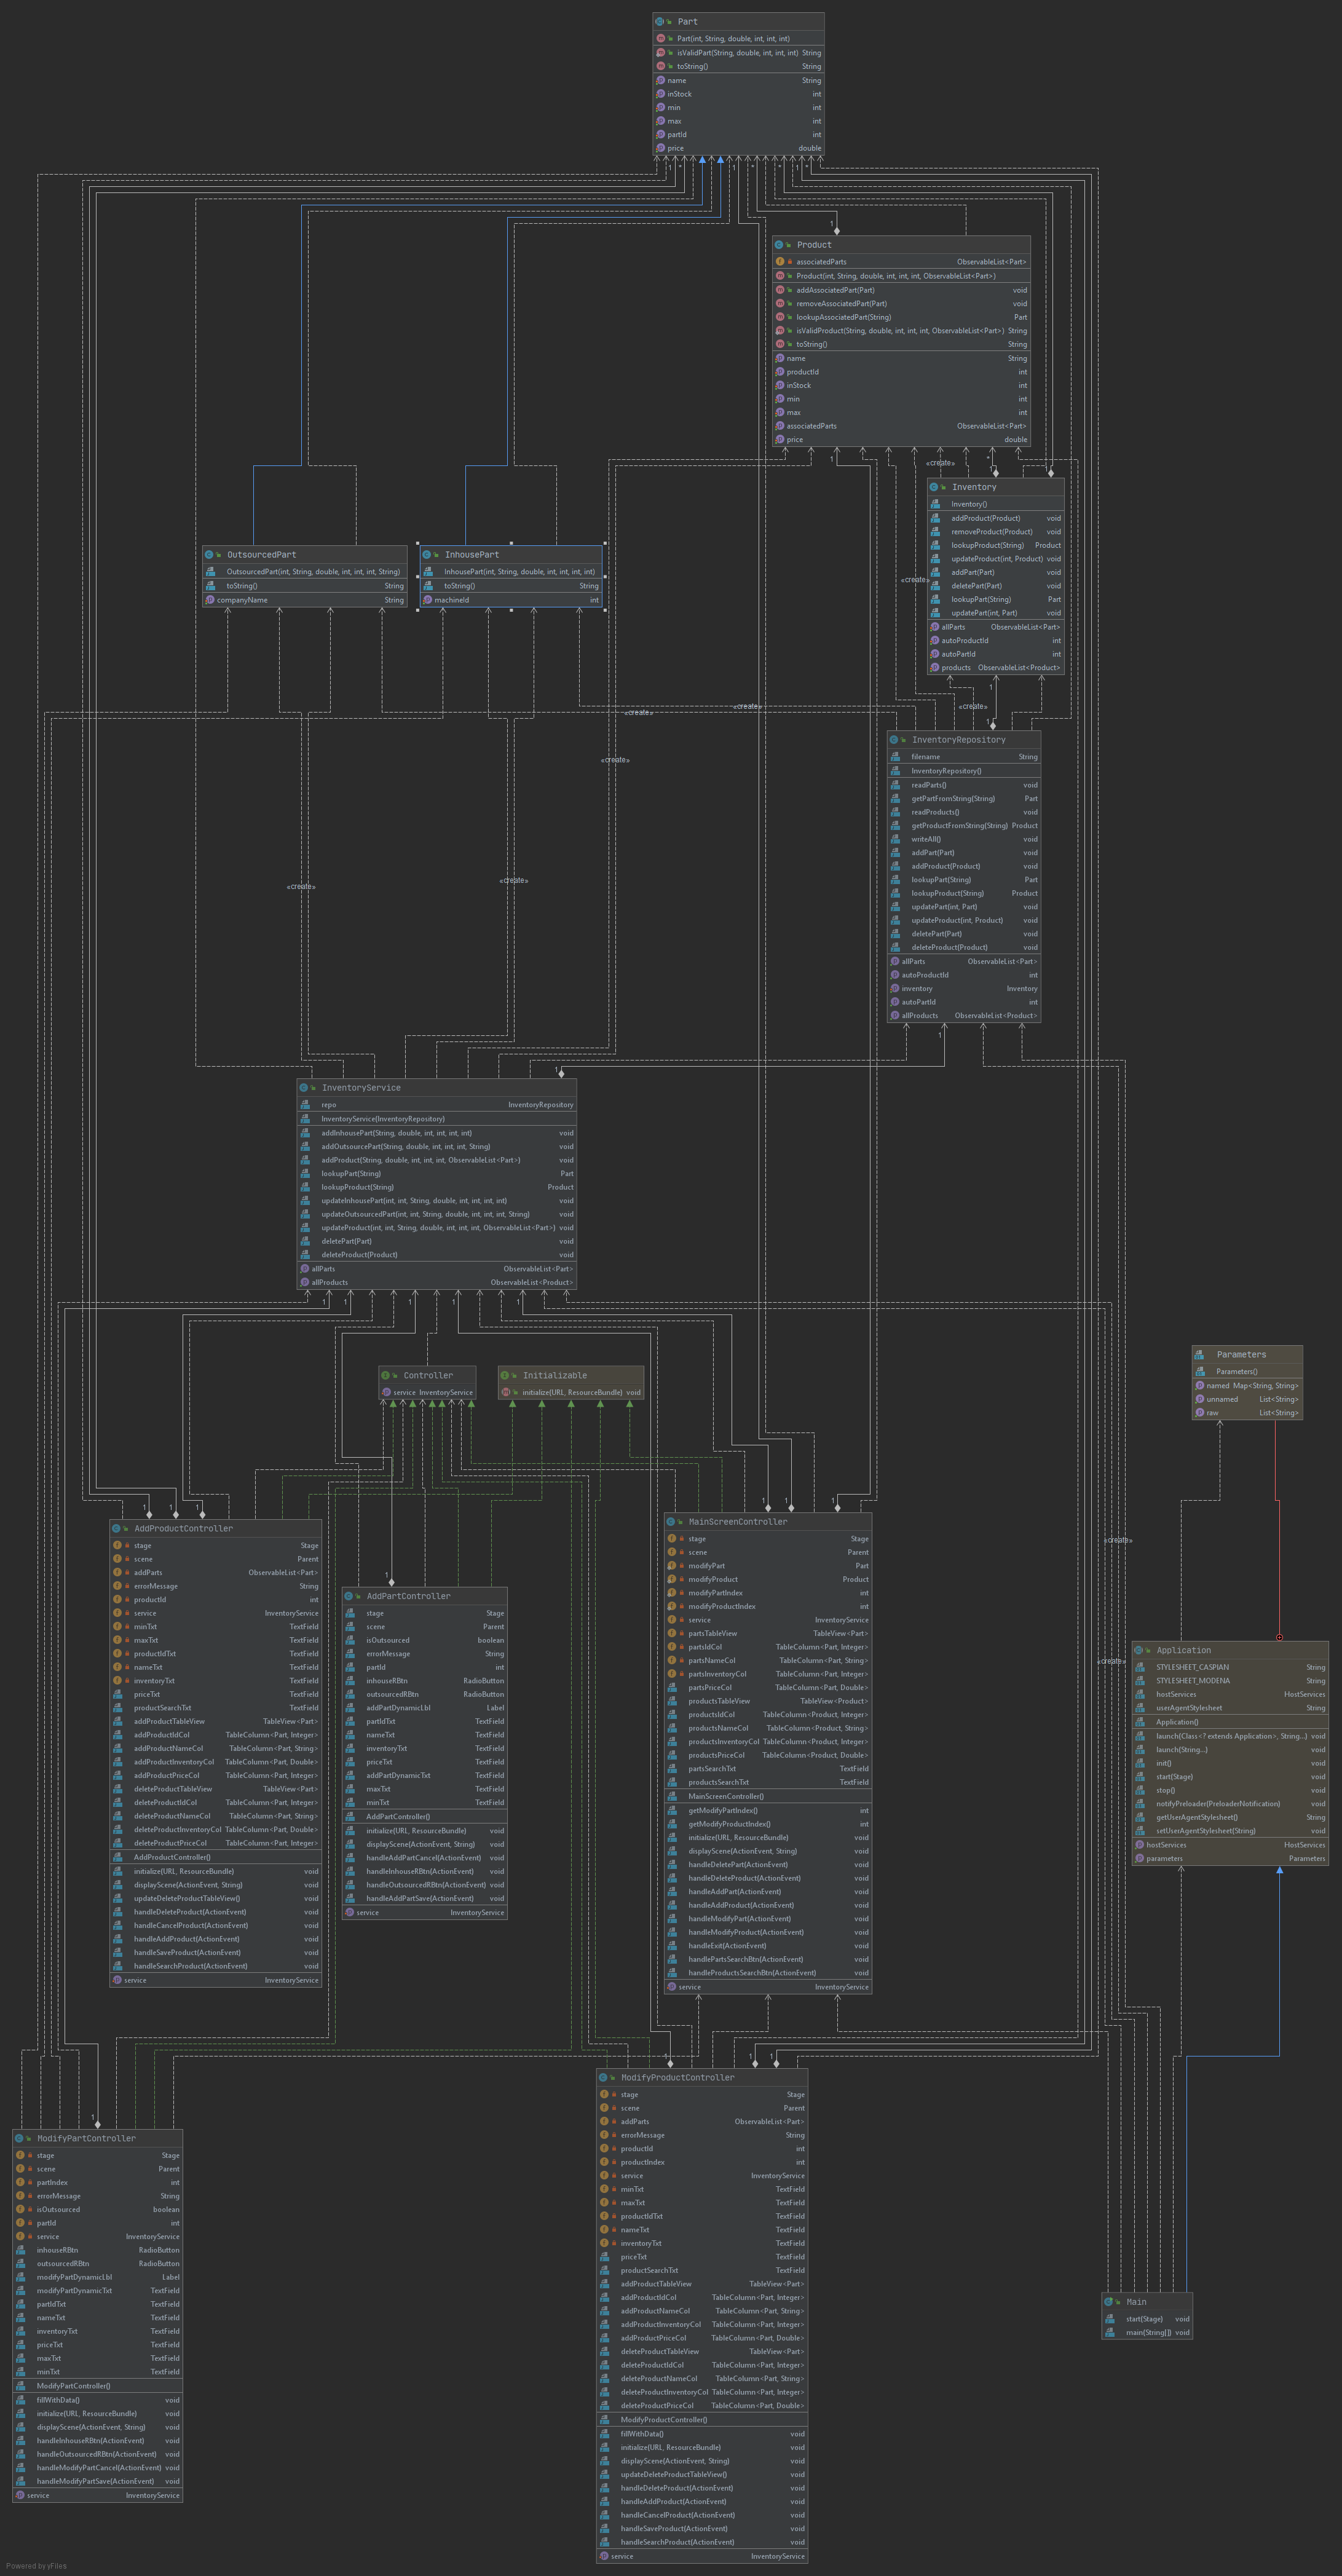 Part
Part(int, String, double, int, int, int)
isValidPart(String, double, int, int, int) String
toString() String
name String
inStock int
min int
max int
partId int
price double
Product
associatedParts ObservableList<Part>
Product(int, String, double, int, int, int, ObservableList<Part>)
addAssociatedPart(Part) void
removeAssociatedPart(Part) void
lookupAssociatedPart(String) Part
isValidProduct(String, double, int, int, int, ObservableList<Part>) String
toString() String
name String
productId int
inStock int
min int
max int
associatedParts ObservableList<Part>
price double
«create»
Inventory
Inventory()
addProduct(Product) void
removeProduct(Product) void
lookupProduct(String) Product
updateProduct(int, Product) void
addPart(Part) void
deletePart(Part) void
lookupPart(String) Part
updatePart(int, Part) void
allParts ObservableList<Part>
autoProductId int
autoPartId int
products ObservableList<Product>
OutsourcedPart
OutsourcedPart(int, String, double, int, int, int, String)
toString() String
companyName String
InhousePart
InhousePart(int, String, double, int, int, int, int)
toString() String
machineId int
«create»
«create»
«create»
«create»
«create»
InventoryRepository
filename String
InventoryRepository()
readParts() void
getPartFromString(String) Part
readProducts() void
getProductFromString(String) Product
writeAll() void
addPart(Part) void
addProduct(Product) void
lookupPart(String) Part
lookupProduct(String) Product
updatePart(int, Part) void
updateProduct(int, Product) void
deletePart(Part) void
deleteProduct(Product) void
allParts ObservableList<Part>
autoProductId int
inventory Inventory
autoPartId int
allProducts ObservableList<Product>
«create»
«create»
InventoryService
repo InventoryRepository
InventoryService(InventoryRepository)
addInhousePart(String, double, int, int, int, int) void
addOutsourcePart(String, double, int, int, int, String) void
addProduct(String, double, int, int, int, ObservableList<Part>) void
lookupPart(String) Part
lookupProduct(String) Product
updateInhousePart(int, int, String, double, int, int, int, int) void
updateOutsourcedPart(int, int, String, double, int, int, int, String) void
updateProduct(int, int, String, double, int, int, int, ObservableList<Part>) void
deletePart(Part) void
deleteProduct(Product) void
allParts ObservableList<Part>
allProducts ObservableList<Product>
Controller
service InventoryService
Initializable
initialize(URL, ResourceBundle) void
Parameters
Parameters()
named Map<String, String>
unnamed List<String>
raw List<String>
AddProductController
stage Stage
scene Parent
addParts ObservableList<Part>
errorMessage String
productId int
service InventoryService
minTxt TextField
maxTxt TextField
productIdTxt TextField
nameTxt TextField
inventoryTxt TextField
priceTxt TextField
productSearchTxt TextField
addProductTableView TableView<Part>
addProductIdCol TableColumn<Part, Integer>
addProductNameCol TableColumn<Part, String>
addProductInventoryCol TableColumn<Part, Double>
addProductPriceCol TableColumn<Part, Integer>
deleteProductTableView TableView<Part>
deleteProductIdCol TableColumn<Part, Integer>
deleteProductNameCol TableColumn<Part, String>
deleteProductInventoryCol TableColumn<Part, Double>
deleteProductPriceCol TableColumn<Part, Integer>
AddProductController()
initialize(URL, ResourceBundle) void
displayScene(ActionEvent, String) void
updateDeleteProductTableView() void
handleDeleteProduct(ActionEvent) void
handleCancelProduct(ActionEvent) void
handleAddProduct(ActionEvent) void
handleSaveProduct(ActionEvent) void
handleSearchProduct(ActionEvent) void
service InventoryService
AddPartController
stage Stage
scene Parent
isOutsourced boolean
errorMessage String
partId int
inhouseRBtn RadioButton
outsourcedRBtn RadioButton
addPartDynamicLbl Label
partIdTxt TextField
nameTxt TextField
inventoryTxt TextField
priceTxt TextField
addPartDynamicTxt TextField
maxTxt TextField
minTxt TextField
AddPartController()
initialize(URL, ResourceBundle) void
displayScene(ActionEvent, String) void
handleAddPartCancel(ActionEvent) void
handleInhouseRBtn(ActionEvent) void
handleOutsourcedRBtn(ActionEvent) void
handleAddPartSave(ActionEvent) void
service InventoryService
MainScreenController
stage Stage
scene Parent
modifyPart Part
modifyProduct Product
modifyPartIndex int
modifyProductIndex int
service InventoryService
partsTableView TableView<Part>
partsIdCol TableColumn<Part, Integer>
partsNameCol TableColumn<Part, String>
partsInventoryCol TableColumn<Part, Integer>
partsPriceCol TableColumn<Part, Double>
productsTableView TableView<Product>
productsIdCol TableColumn<Product, Integer>
productsNameCol TableColumn<Product, String>
productsInventoryCol TableColumn<Product, Integer>
productsPriceCol TableColumn<Product, Double>
partsSearchTxt TextField
productsSearchTxt TextField
MainScreenController()
getModifyPartIndex() int
getModifyProductIndex() int
initialize(URL, ResourceBundle) void
displayScene(ActionEvent, String) void
handleDeletePart(ActionEvent) void
handleDeleteProduct(ActionEvent) void
handleAddPart(ActionEvent) void
handleAddProduct(ActionEvent) void
handleModifyPart(ActionEvent) void
handleModifyProduct(ActionEvent) void
handleExit(ActionEvent) void
handlePartsSearchBtn(ActionEvent) void
handleProductsSearchBtn(ActionEvent) void
service InventoryService
«create»
«create»
Application
STYLESHEET_CASPIAN String
STYLESHEET_MODENA String
hostServices HostServices
userAgentStylesheet String
Application()
launch(Class<? extends Application>, String...) void
launch(String...) void
init() void
start(Stage) void
stop() void
notifyPreloader(PreloaderNotification) void
getUserAgentStylesheet() String
setUserAgentStylesheet(String) void
hostServices HostServices
parameters Parameters
ModifyPartController
stage Stage
scene Parent
partIndex int
errorMessage String
isOutsourced boolean
partId int
service InventoryService
inhouseRBtn RadioButton
outsourcedRBtn RadioButton
modifyPartDynamicLbl Label
modifyPartDynamicTxt TextField
partIdTxt TextField
nameTxt TextField
inventoryTxt TextField
priceTxt TextField
maxTxt TextField
minTxt TextField
ModifyPartController()
fillWithData() void
initialize(URL, ResourceBundle) void
displayScene(ActionEvent, String) void
handleInhouseRBtn(ActionEvent) void
handleOutsourcedRBtn(ActionEvent) void
handleModifyPartCancel(ActionEvent) void
handleModifyPartSave(ActionEvent) void
service InventoryService
ModifyProductController
stage Stage
scene Parent
addParts ObservableList<Part>
errorMessage String
productId int
productIndex int
service InventoryService
minTxt TextField
maxTxt TextField
productIdTxt TextField
nameTxt TextField
inventoryTxt TextField
priceTxt TextField
productSearchTxt TextField
addProductTableView TableView<Part>
addProductIdCol TableColumn<Part, Integer>
addProductNameCol TableColumn<Part, String>
addProductInventoryCol TableColumn<Part, Integer>
addProductPriceCol TableColumn<Part, Double>
deleteProductTableView TableView<Part>
deleteProductIdCol TableColumn<Part, Integer>
deleteProductNameCol TableColumn<Part, String>
deleteProductInventoryCol TableColumn<Part, Integer>
deleteProductPriceCol TableColumn<Part, Double>
ModifyProductController()
fillWithData() void
initialize(URL, ResourceBundle) void
displayScene(ActionEvent, String) void
updateDeleteProductTableView() void
handleDeleteProduct(ActionEvent) void
handleAddProduct(ActionEvent) void
handleCancelProduct(ActionEvent) void
handleSaveProduct(ActionEvent) void
handleSearchProduct(ActionEvent) void
service InventoryService
Main
start(Stage) void
main(String[]) void
Powered by yFiles